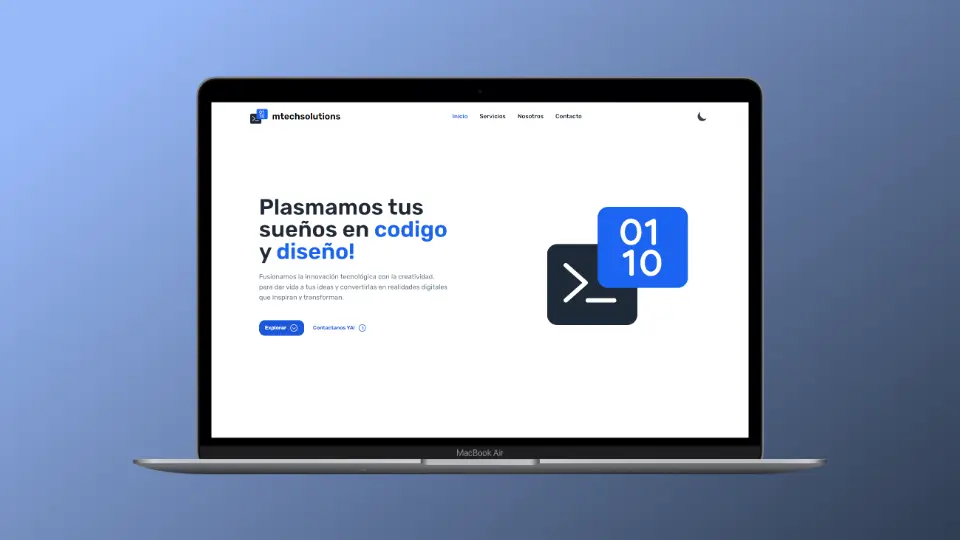 mtechsolutions
Inicio Servicios Nosotros Contacto
Plasmamos tus
sueños en codigo
y diseño!
Fusionamos la innovación tecnológica con la creatividad,
para dar vida a tus ideas y convertirlas en realidades digitales
que inspiran y transforman.
Explorar Contactanos YA!
01
10
>_
MacBook Air